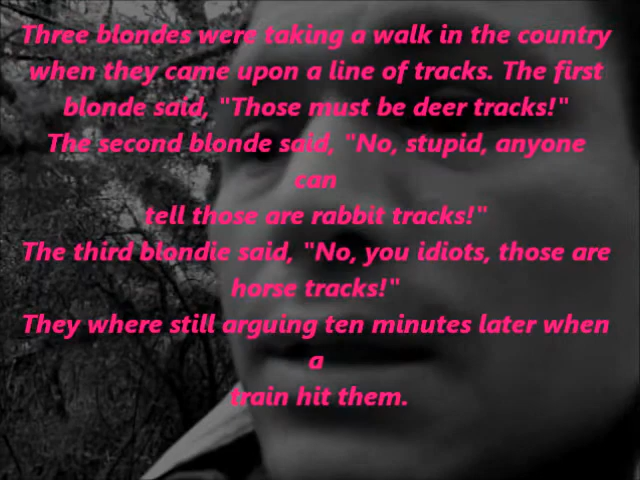 Three blondes were taking a walk in the country
when they came upon a line of tracks. The first
blonde said, "Those must be deer tracks!"
The second blonde said, "No, stupid, anyone
can
tell those are rabbit tracks!"
The third blondie said, "No, you idiots, those are
horse tracks!"
They where still arguing ten minutes later when
a
train hit them.